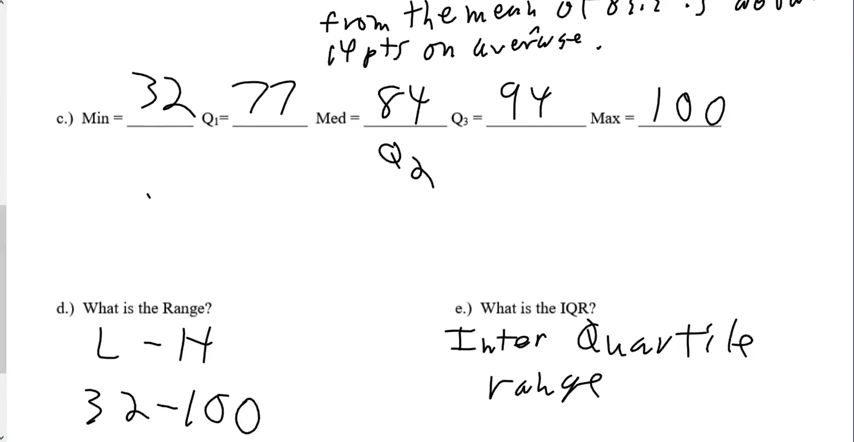 from the mean of 83.2 is
14 pts on average.
c.) Min = 32 Q1= 77 Med = 84 Q3 = 94 Max = 100
Q2
d.) What is the Range? e.) What is the IQR?
L - H Inter Quartile
32-100 range